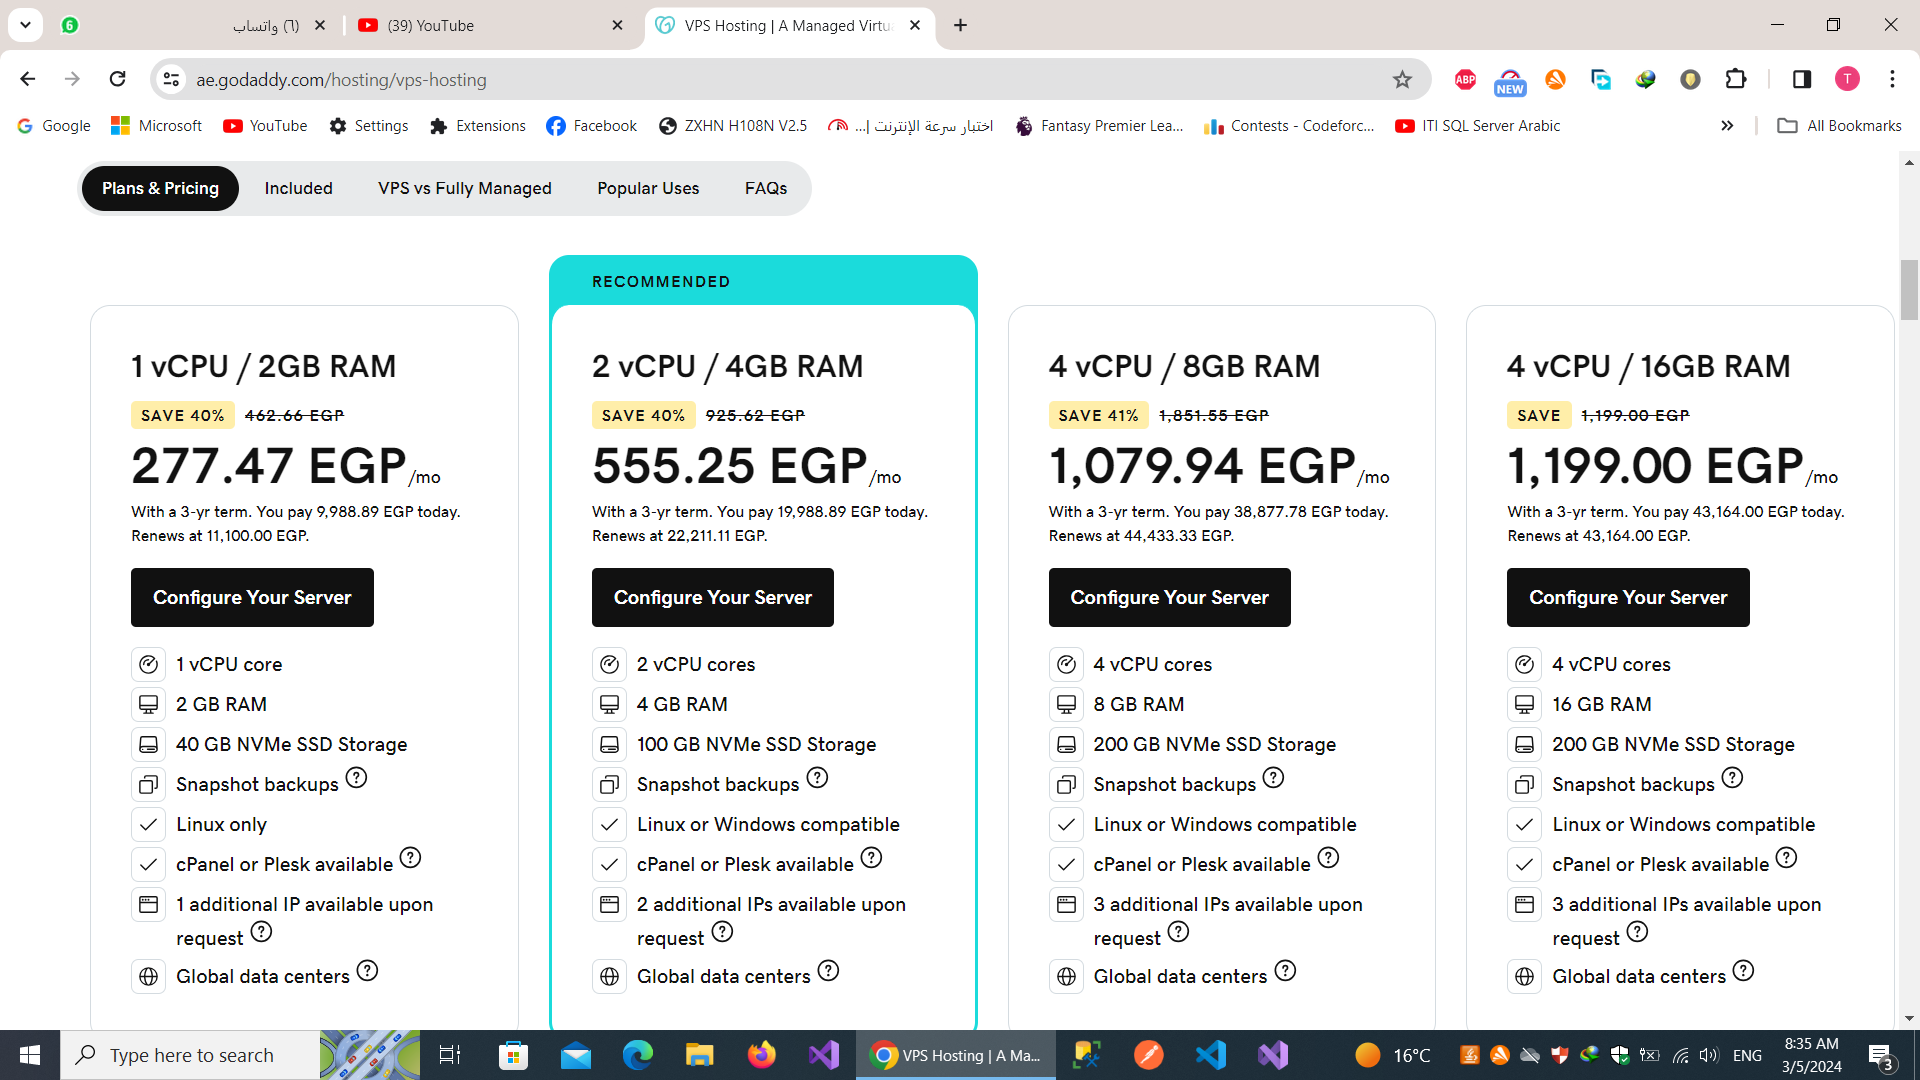 6
(٦) واتساب
(39) YouTube
VPS Hosting | A Managed Virtu
ae.godaddy.com/hosting/vps-hosting
ABP
NEW
T
Google
Microsoft
YouTube
Settings
Extensions
Facebook
ZXHN H108N V2.5
اختبار سرعة الإنترنت |...
Fantasy Premier Lea...
Contests - Codeforc...
ITI SQL Server Arabic
All Bookmarks
Plans & Pricing
Included
VPS vs Fully Managed
Popular Uses
FAQs
1 vCPU / 2GB RAM
SAVE 40% 462.66 EGP
277.47 EGP/mo
With a 3-yr term. You pay 9,988.89 EGP today.
Renews at 11,100.00 EGP.
Configure Your Server
1 vCPU core
2 GB RAM
40 GB NVMe SSD Storage
Snapshot backups ?
Linux only
cPanel or Plesk available ?
1 additional IP available upon
request ?
Global data centers ?
RECOMMENDED
2 vCPU / 4GB RAM
SAVE 40% 925.62 EGP
555.25 EGP/mo
With a 3-yr term. You pay 19,988.89 EGP today.
Renews at 22,211.11 EGP.
Configure Your Server
2 vCPU cores
4 GB RAM
100 GB NVMe SSD Storage
Snapshot backups ?
Linux or Windows compatible
cPanel or Plesk available ?
2 additional IPs available upon
request ?
Global data centers ?
4 vCPU / 8GB RAM
SAVE 41% 1,851.55 EGP
1,079.94 EGP/mo
With a 3-yr term. You pay 38,877.78 EGP today.
Renews at 44,433.33 EGP.
Configure Your Server
4 vCPU cores
8 GB RAM
200 GB NVMe SSD Storage
Snapshot backups ?
Linux or Windows compatible
cPanel or Plesk available ?
3 additional IPs available upon
request ?
Global data centers ?
4 vCPU / 16GB RAM
SAVE 1,199.00 EGP
1,199.00 EGP/mo
With a 3-yr term. You pay 43,164.00 EGP today.
Renews at 43,164.00 EGP.
Configure Your Server
4 vCPU cores
16 GB RAM
200 GB NVMe SSD Storage
Snapshot backups ?
Linux or Windows compatible
cPanel or Plesk available ?
3 additional IPs available upon
request ?
Global data centers ?
Type here to search
VPS Hosting | A Ma...
16°C
ENG
8:35 AM
3/5/2024
3